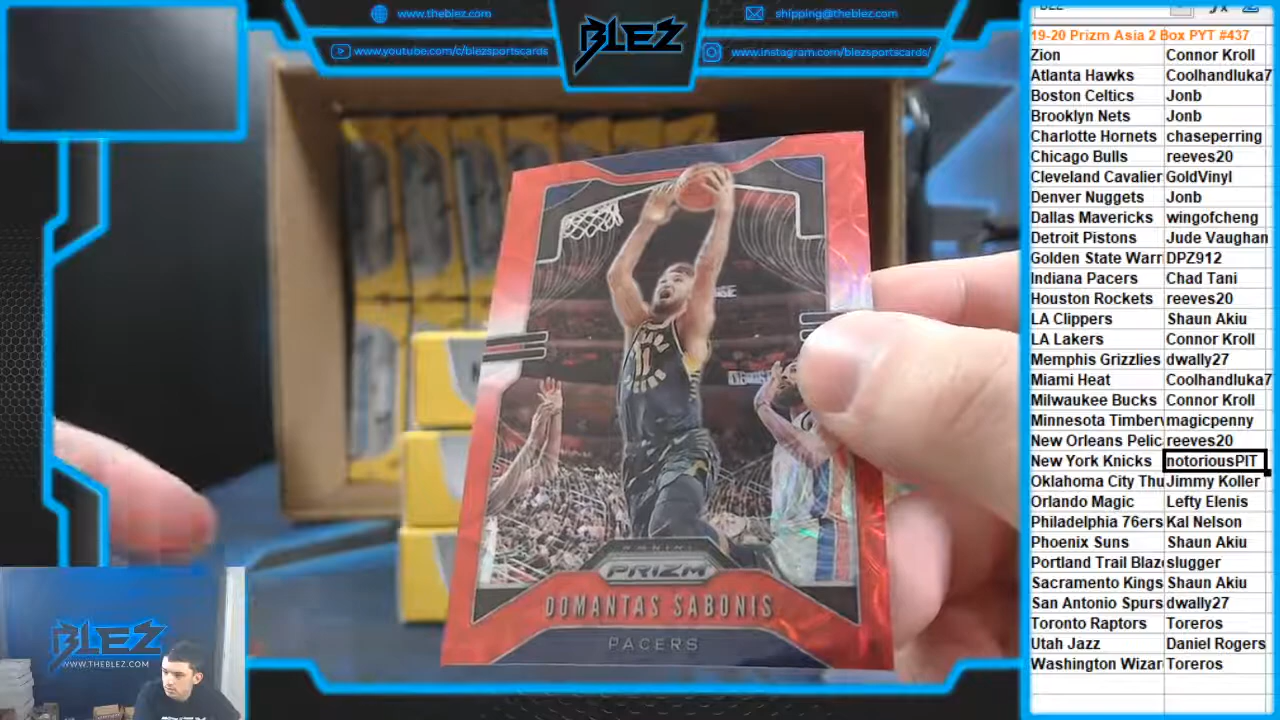 www.theblez.com
BLEZ
shipping@theblez.com
www.youtube.com/c/blezsportscards
www.instagram.com/blezsportscards/
19-20 Prizm Asia 2 Box PYT #437
Zion Connor Kroll
Atlanta Hawks Coolhandluka7
Boston Celtics Jonb
Brooklyn Nets Jonb
Charlotte Hornets chaseperring
Chicago Bulls reeves20
Cleveland Cavalier GoldVinyl
Denver Nuggets Jonb
Dallas Mavericks wingofcheng
Detroit Pistons Jude Vaughan
Golden State Warr DPZ912
Indiana Pacers Chad Tani
Houston Rockets reeves20
LA Clippers Shaun Akiu
LA Lakers Connor Kroll
Memphis Grizzlies dwally27
Miami Heat Coolhandluka7
Milwaukee Bucks Connor Kroll
Minnesota Timberv magicpenny
New Orleans Pelic reeves20
New York Knicks notoriousPIT
Oklahoma City Thu Jimmy Koller
Orlando Magic Lefty Elenis
Philadelphia 76ers Kal Nelson
Phoenix Suns Shaun Akiu
Portland Trail Blaz slugger
Sacramento Kings Shaun Akiu
San Antonio Spurs dwally27
Toronto Raptors Toreros
Utah Jazz Daniel Rogers
Washington Wizar Toreros
11
PANINI
PRIZM
DOMANTAS SABONIS
PACERS
BLEZ
WWW.THEBLEZ.COM